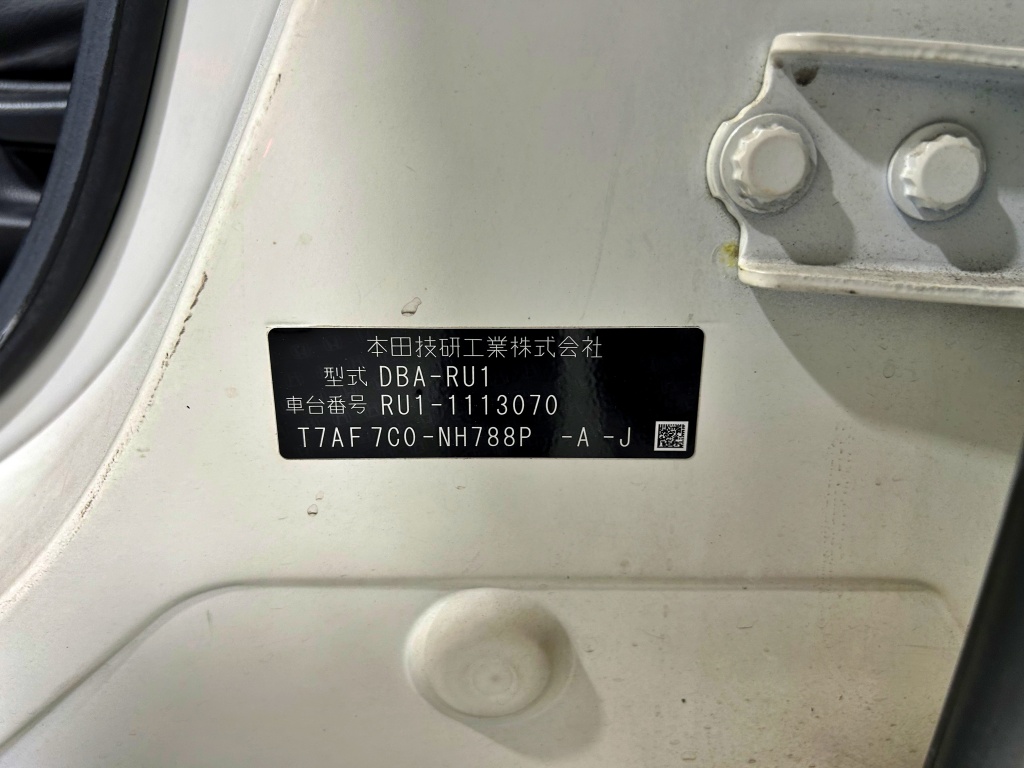 本田技研工業株式会社
型式 DBA-RU1
車台番号 RU1-1113070
T7AF7C0-NH788P -A-J